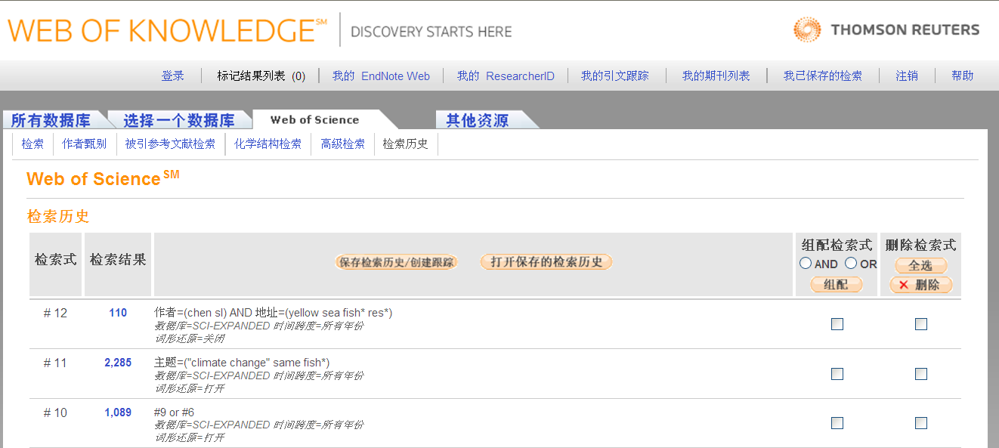 WEB OF KNOWLEDGE SM DISCOVERY STARTS HERE THOMSON REUTERS
登录 标记结果列表 (0) 我的 EndNote Web 我的 ResearcherID 我的引文跟踪 我的期刊列表 我已保存的检索 注销 帮助
所有数据库 选择一个数据库 Web of Science 其他资源
检索 作者甄别 被引参考文献检索 化学结构检索 高级检索 检索历史
Web of Science SM
检索历史
检索式 检索结果 保存检索历史/创建跟踪 打开保存的检索历史 组配检索式 删除检索式
AND OR 全选
组配 删除
# 12 110 作者=(chen sl) AND 地址=(yellow sea fish* res*)
数据库=SCI-EXPANDED 时间跨度=所有年份
词形还原=关闭
# 11 2,285 主题=("climate change" same fish*)
数据库=SCI-EXPANDED 时间跨度=所有年份
词形还原=打开
# 10 1,089 #9 or #6
数据库=SCI-EXPANDED 时间跨度=所有年份
词形还原=打开